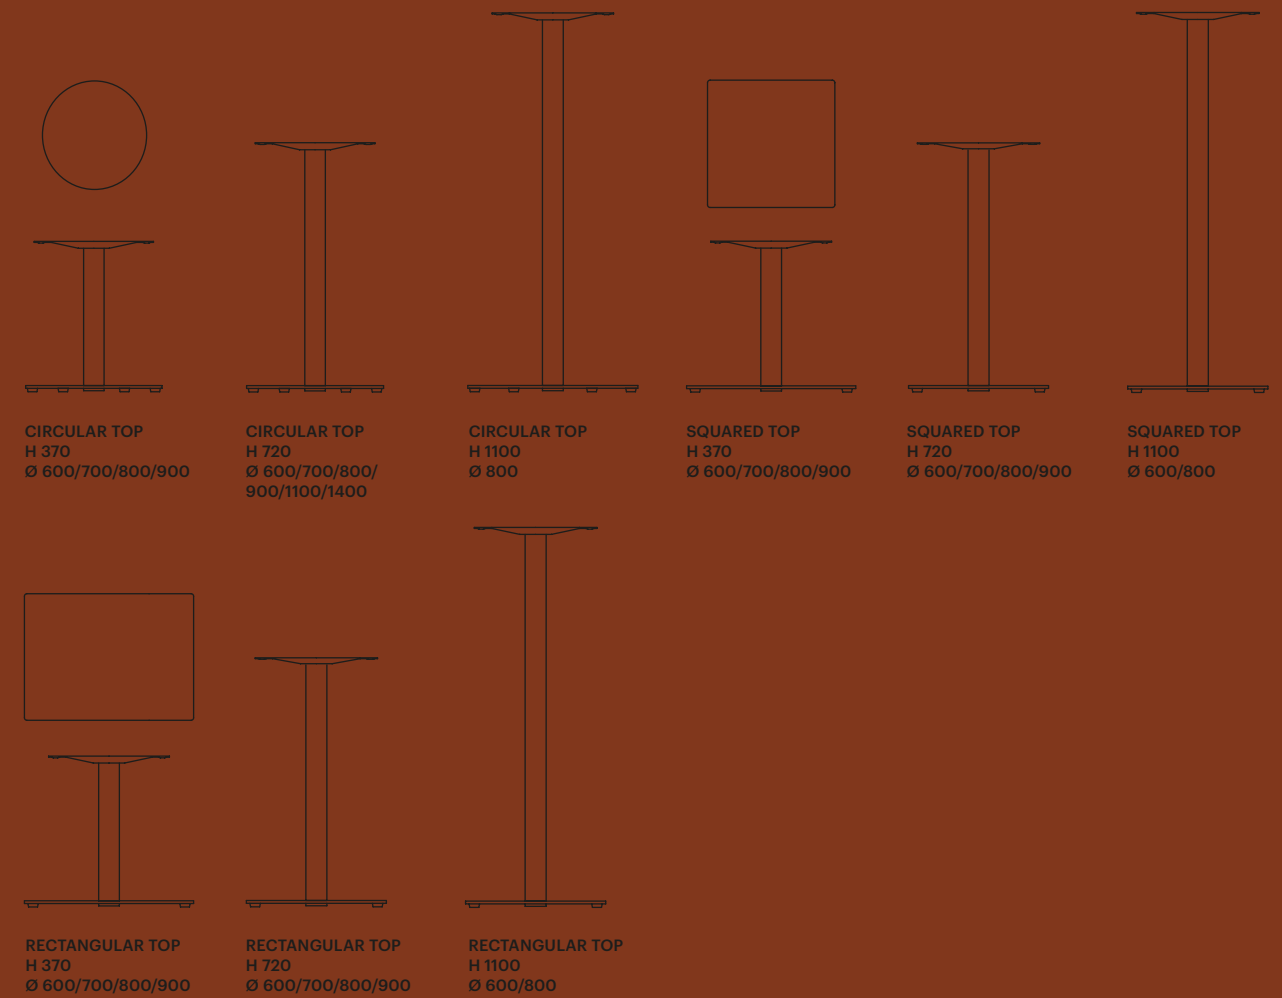 CIRCULAR TOP
H 370
Ø 600/700/800/900
CIRCULAR TOP
H 720
Ø 600/700/800/
900/1100/1400
CIRCULAR TOP
H 1100
Ø 800
SQUARED TOP
H 370
Ø 600/700/800/900
SQUARED TOP
H 720
Ø 600/700/800/900
SQUARED TOP
H 1100
Ø 600/800
RECTANGULAR TOP
H 370
Ø 600/700/800/900
RECTANGULAR TOP
H 720
Ø 600/700/800/900
RECTANGULAR TOP
H 1100
Ø 600/800